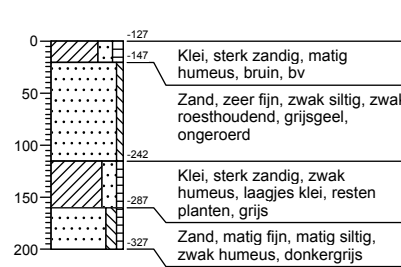 0
-127
-147
Klei, sterk zandig, matig
humeus, bruin, bv
50
Zand, zeer fijn, zwak siltig, zwak
roesthoudend, grijsgeel,
ongeroerd
100
-242
Klei, sterk zandig, zwak
humeus, laagjes klei, resten
planten, grijs
150
-287
Zand, matig fijn, matig siltig,
zwak humeus, donkergrijs
200
-327